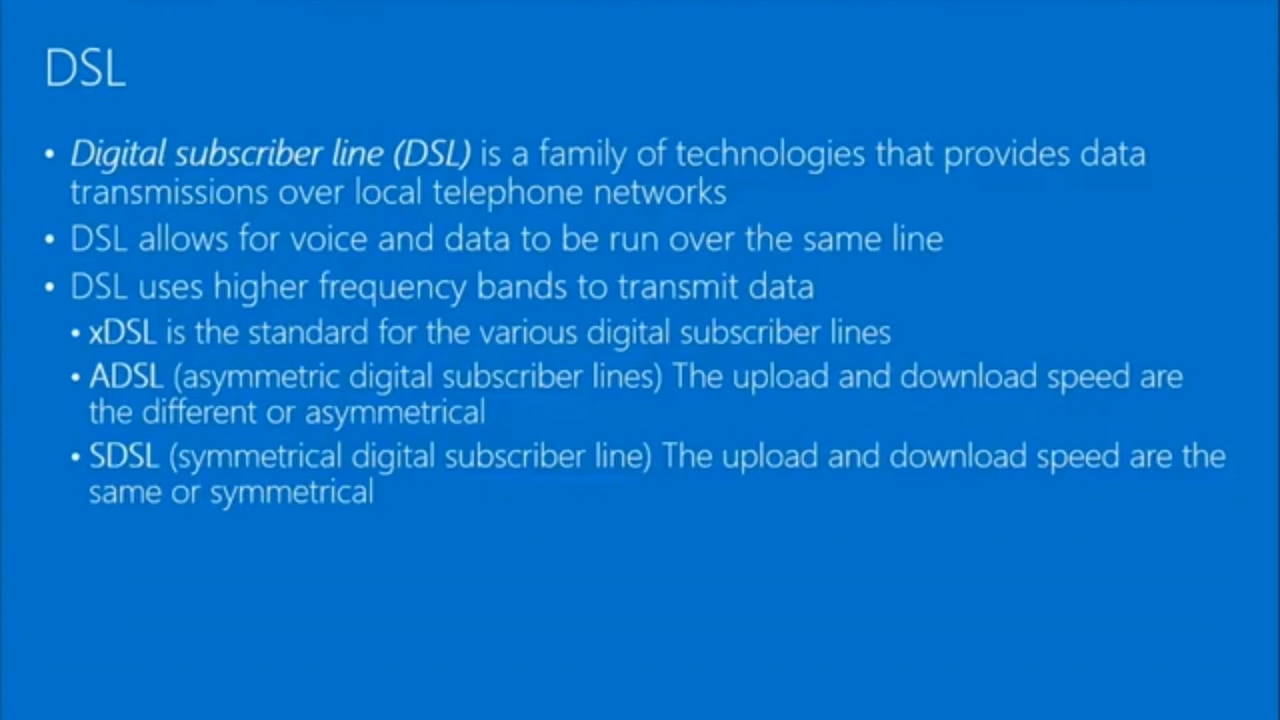 DSL
• Digital subscriber line (DSL) is a family of technologies that provides data
transmissions over local telephone networks
• DSL allows for voice and data to be run over the same line
• DSL uses higher frequency bands to transmit data
• xDSL is the standard for the various digital subscriber lines
• ADSL (asymmetric digital subscriber lines) The upload and download speed are
the different or asymmetrical
• SDSL (symmetrical digital subscriber line) The upload and download speed are the
same or symmetrical